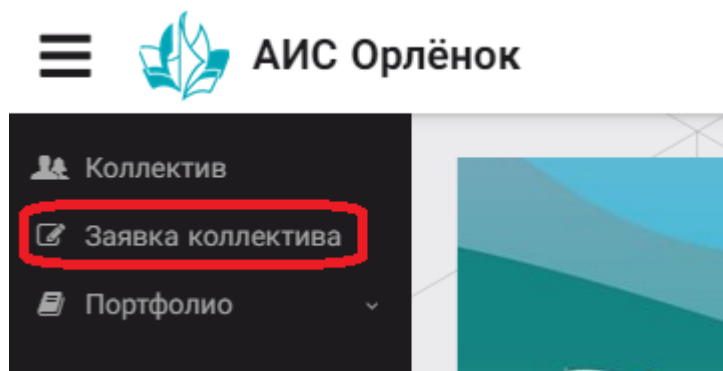 АИС Орлёнок
Коллектив
Заявка коллектива
Портфолио